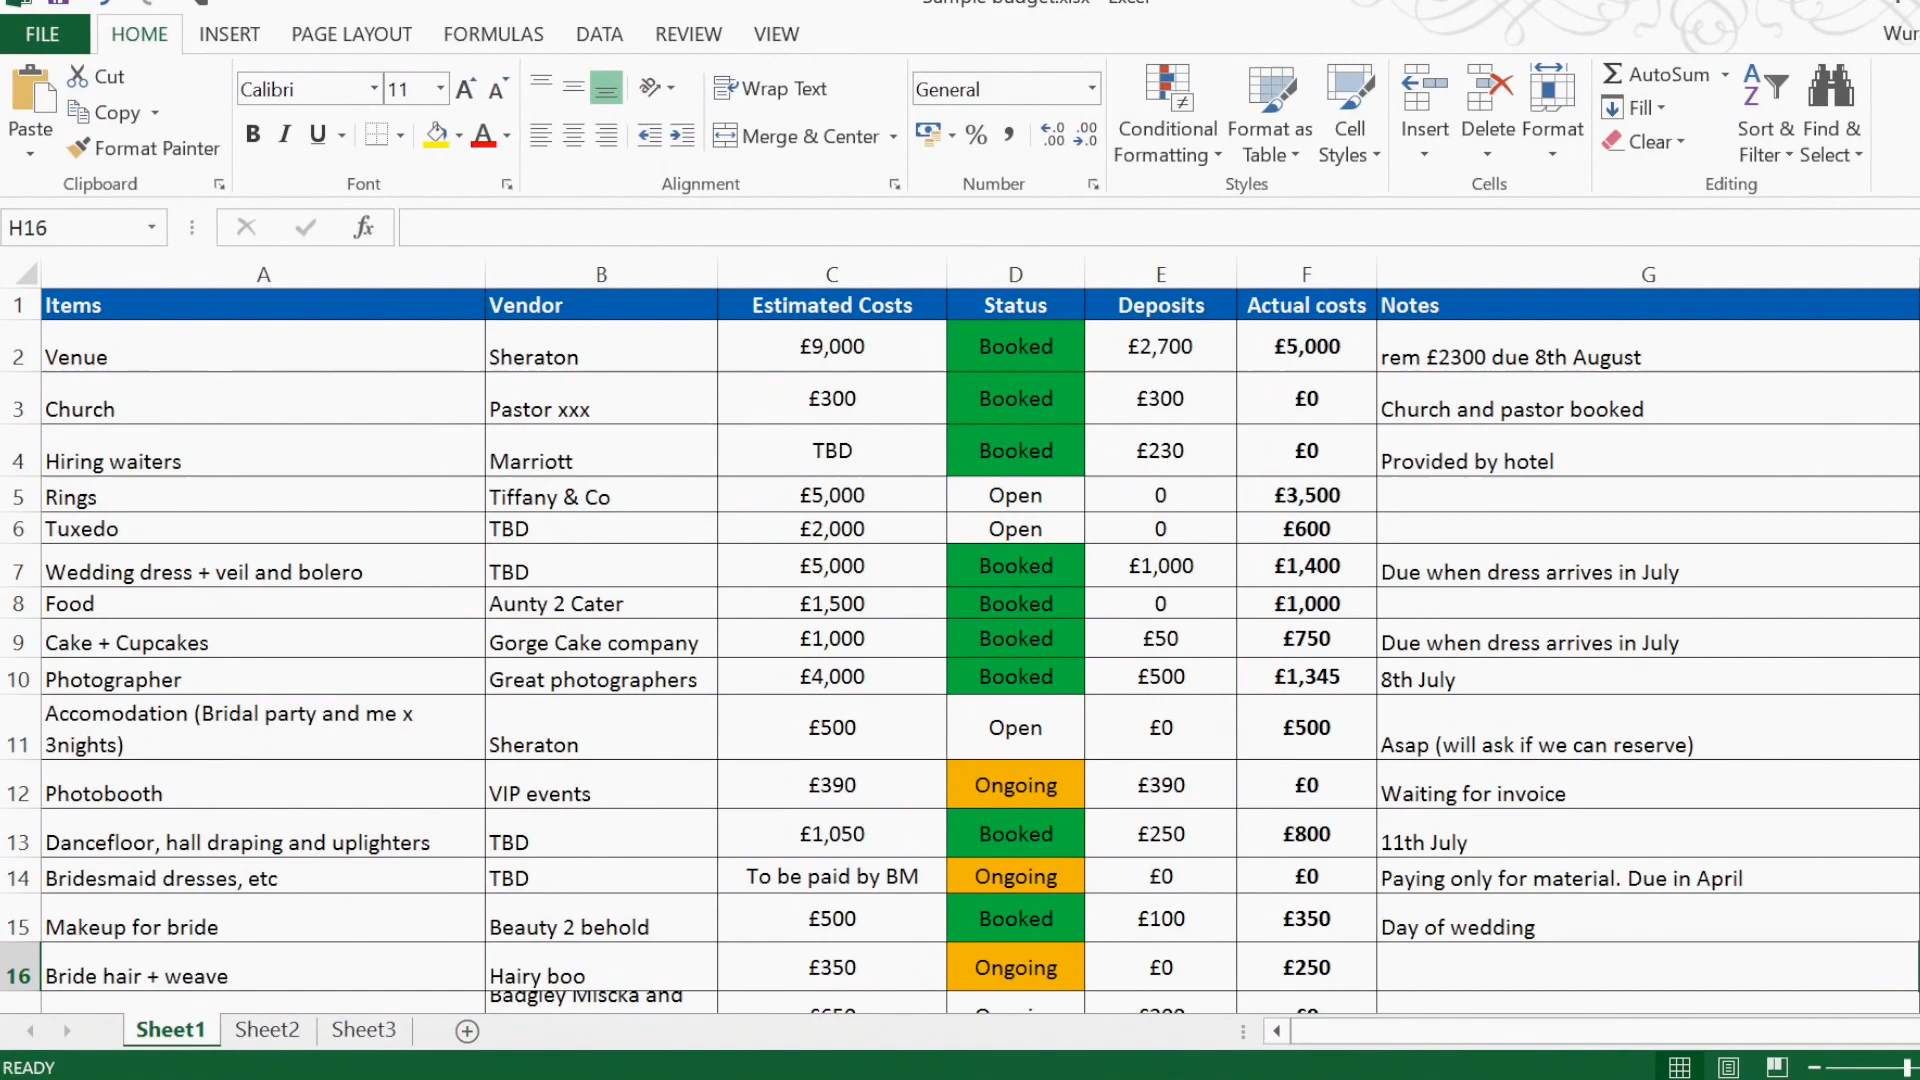 Sample budget.xlsx - Excel
FILE HOME INSERT PAGE LAYOUT FORMULAS DATA REVIEW VIEW Wur
Paste Cut
Copy
Format Painter
Clipboard
Calibri 11
B I U A A
Font
Wrap Text
Merge & Center
Alignment
General
% , .00 .00
Number
Conditional Formatting
Format as Table
Cell Styles
Styles
Insert Delete Format
Cells
AutoSum
Fill
Clear
Sort & Filter
Find & Select
Editing
H16 fx
A B C D E F G
1 Items Vendor Estimated Costs Status Deposits Actual costs Notes
2 Venue Sheraton £9,000 Booked £2,700 £5,000 rem £2300 due 8th August
3 Church Pastor xxx £300 Booked £300 £0 Church and pastor booked
4 Hiring waiters Marriott TBD Booked £230 £0 Provided by hotel
5 Rings Tiffany & Co £5,000 Open 0 £3,500
6 Tuxedo TBD £2,000 Open 0 £600
7 Wedding dress + veil and bolero TBD £5,000 Booked £1,000 £1,400 Due when dress arrives in July
8 Food Aunty 2 Cater £1,500 Booked 0 £1,000
9 Cake + Cupcakes Gorge Cake company £1,000 Booked £50 £750 Due when dress arrives in July
10 Photographer Great photographers £4,000 Booked £500 £1,345 8th July
Accomodation (Bridal party and me x
11 3nights) Sheraton £500 Open £0 £500 Asap (will ask if we can reserve)
12 Photobooth VIP events £390 Ongoing £390 £0 Waiting for invoice
13 Dancefloor, hall draping and uplighters TBD £1,050 Booked £250 £800 11th July
14 Bridesmaid dresses, etc TBD To be paid by BM Ongoing £0 £0 Paying only for material. Due in April
15 Makeup for bride Beauty 2 behold £500 Booked £100 £350 Day of wedding
16 Bride hair + weave Hairy boo £350 Ongoing £0 £250
Badgley Miscka and
Sheet1 Sheet2 Sheet3
READY